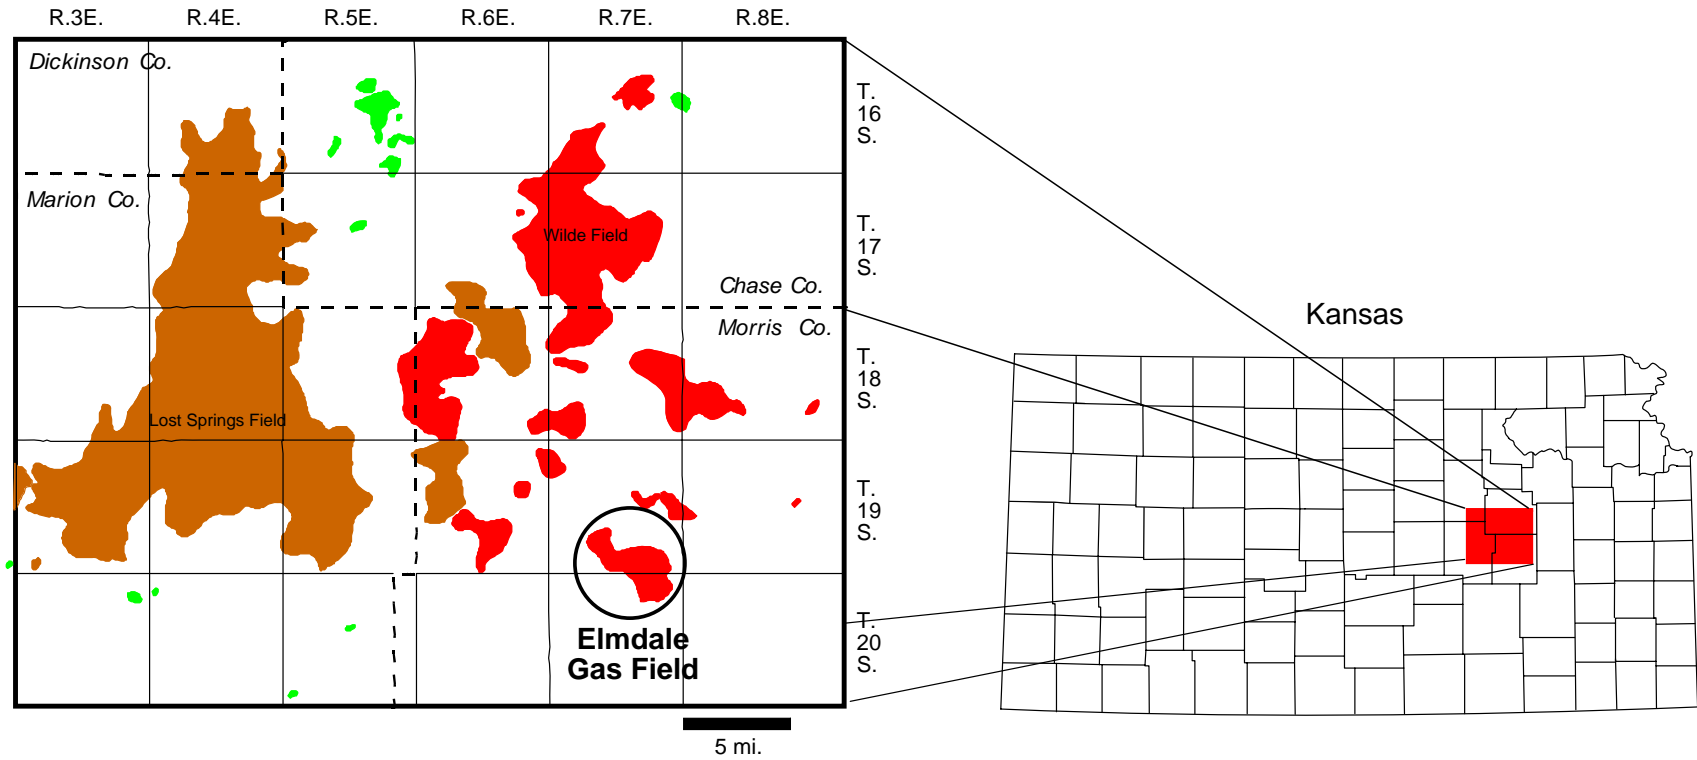 R.3E. R.4E. R.5E. R.6E. R.7E. R.8E.
Dickinson Co.
T.
16
S.
Marion Co.
T.
17
S.
Wilde Field
Chase Co.
Morris Co.
Kansas
T.
18
S.
Lost Springs Field
T.
19
S.
T.
20
S.
Elmdale
Gas Field
5 mi.